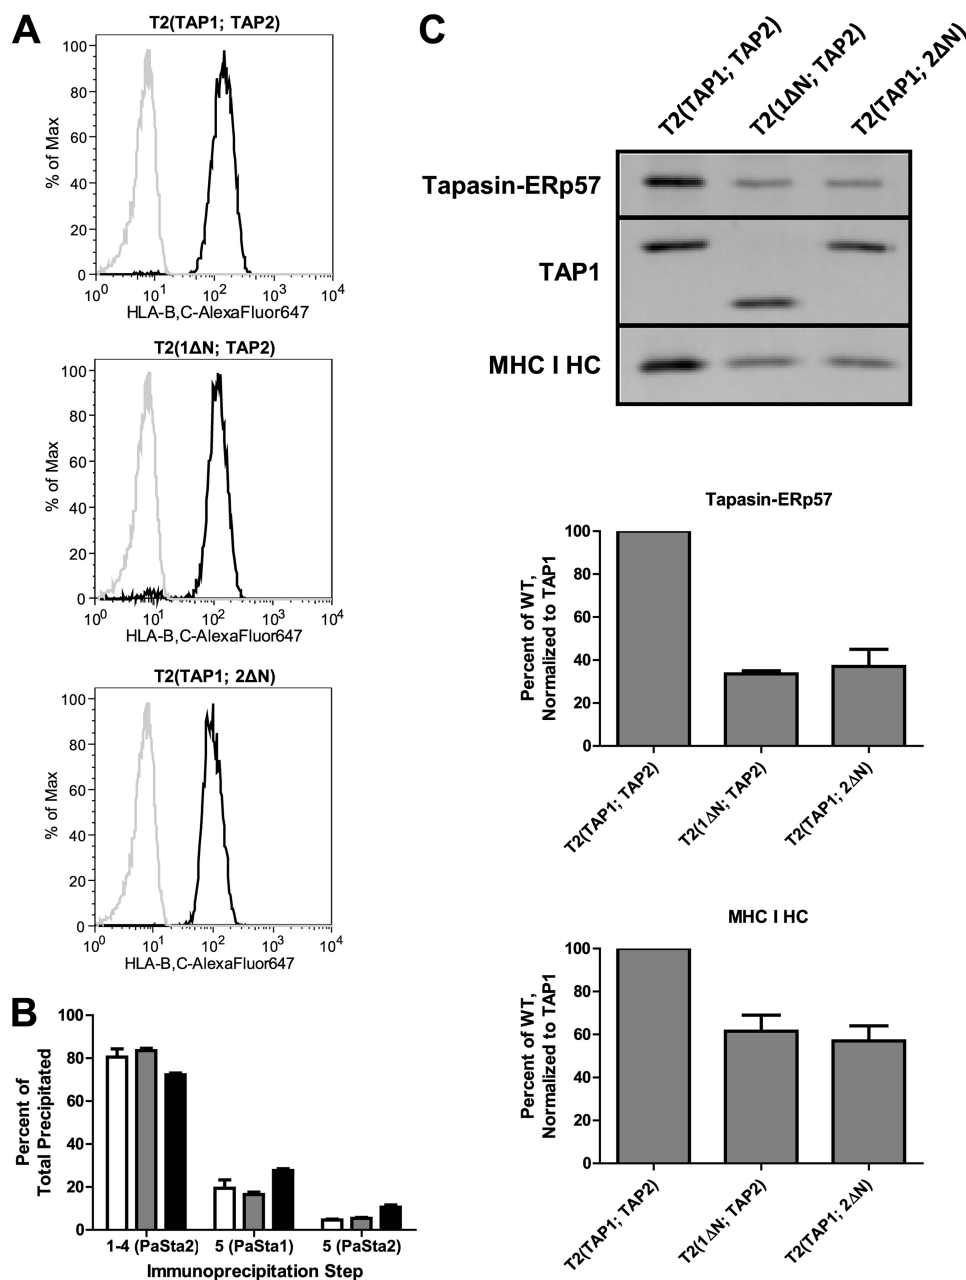 A
T2(TAP1; TAP2)
% of Max
100
80
60
40
20
0
10^0
10^1
10^2
10^3
10^4
HLA-B,C-AlexaFluor647
T2(1ΔN; TAP2)
% of Max
100
80
60
40
20
0
10^0
10^1
10^2
10^3
10^4
HLA-B,C-AlexaFluor647
T2(TAP1; 2ΔN)
% of Max
100
80
60
40
20
0
10^0
10^1
10^2
10^3
10^4
HLA-B,C-AlexaFluor647
B
Percent of
Total Precipitated
100
80
60
40
20
0
1-4 (PaSta2)
5 (PaSta1)
5 (PaSta2)
Immunoprecipitation Step
C
T2(TAP1; TAP2)
T2(1ΔN; TAP2)
T2(TAP1; 2ΔN)
Tapasin-ERp57
TAP1
MHC I HC
Tapasin-ERp57
Percent of WT,
Normalized to TAP1
100
80
60
40
20
0
T2(TAP1; TAP2)
T2(1ΔN; TAP2)
T2(TAP1; 2ΔN)
MHC I HC
Percent of WT,
Normalized to TAP1
100
80
60
40
20
0
T2(TAP1; TAP2)
T2(1ΔN; TAP2)
T2(TAP1; 2ΔN)